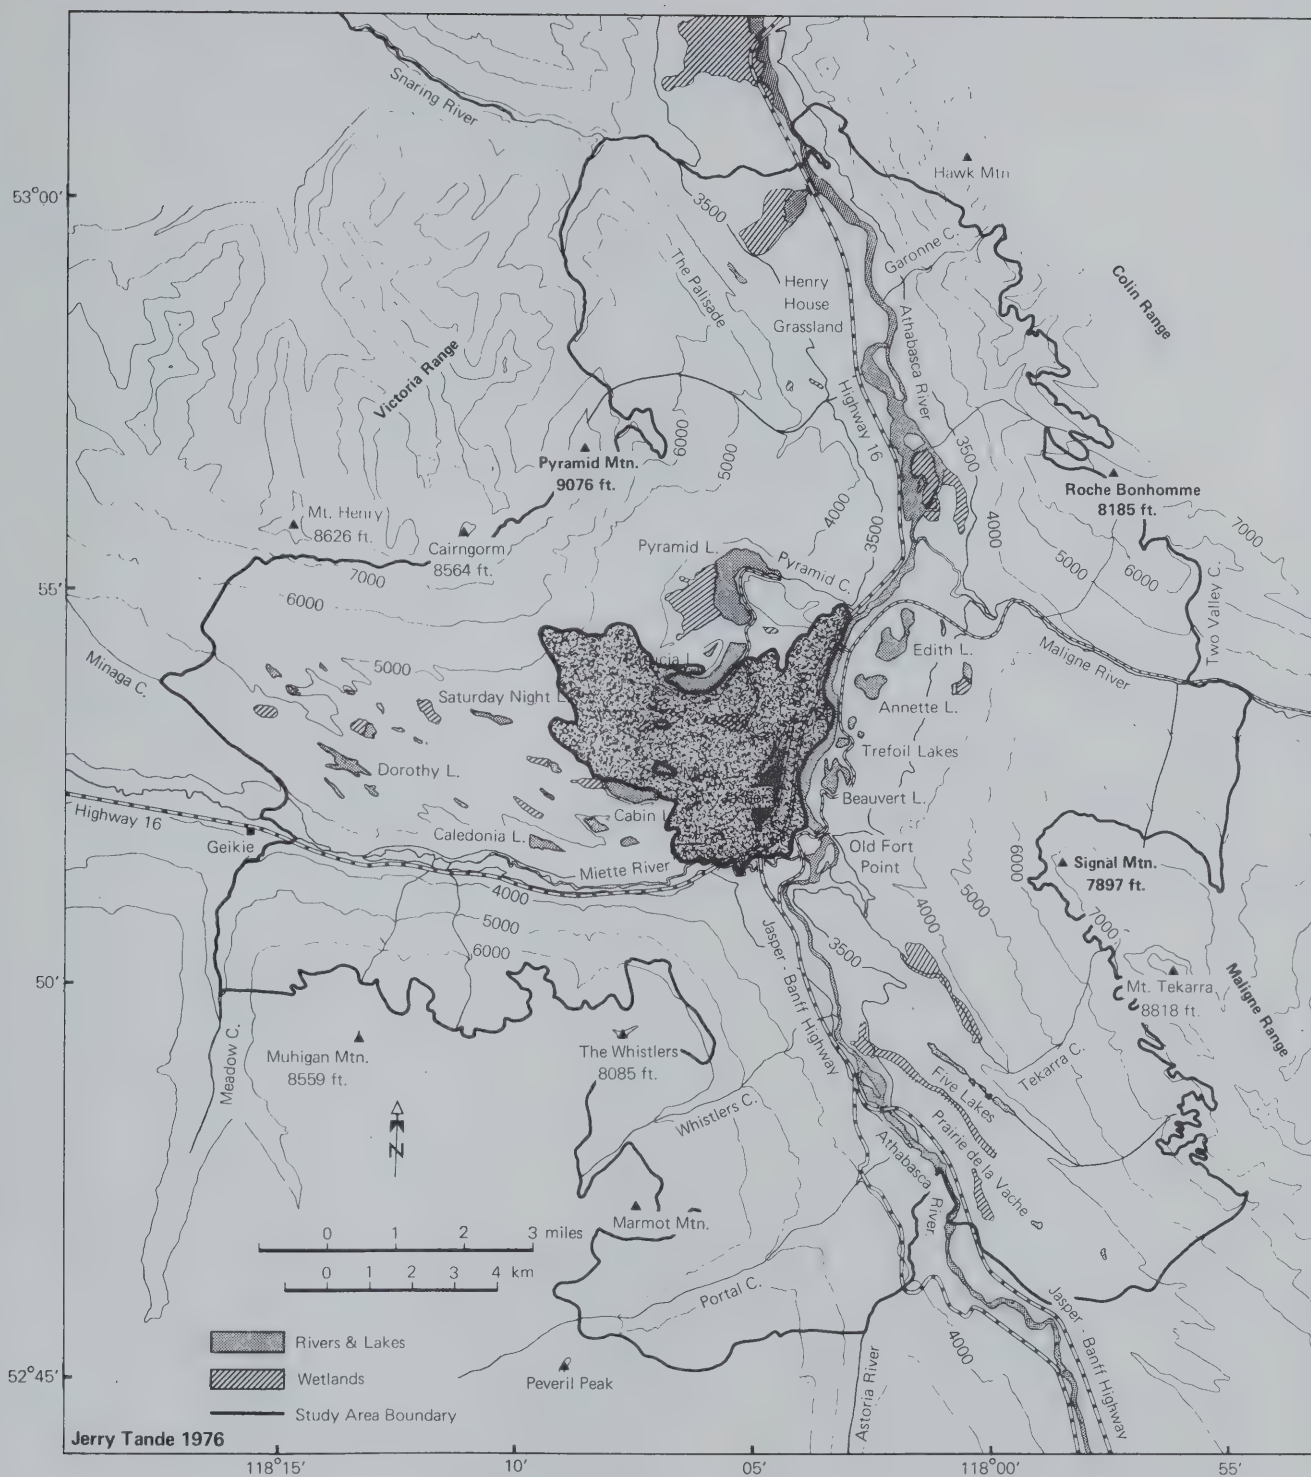 Snaring River
53°00'
Hawk Mtn
3500
Garonne C.
The Palisade
Henry
House
Grassland
Colin Range
Athabasca River
Victoria Range
Highway 16
6000
5000
3500
Pyramid Mtn.
9076 ft.
Roche Bonhomme
8185 ft.
Mt. Henry
8626 ft.
4000
4000
7000
Cairngorm
8564 ft.
Pyramid L.
3500
Pyramid C.
5000
6000
55'
7000
6000
Two Valley C.
Minaga C.
5000
Edith L.
Maligne River
Saturday Night L
Annette L.
Trefoil Lakes
Dorothy L.
Beauvert L.
Highway 16
Cabin L
Geikie
Caledonia L.
Old Fort
Point
Miette River
6000
Signal Mtn.
7897 ft.
4000
5000
6000
4000
5000
7000
Jasper - Banff Highway
3500
50'
Mt. Tekarra
8818 ft.
Maligne Range
Muhigan Mtn.
8559 ft.
The Whistlers
8085 ft.
Meadow C.
Five Lakes
Tekarra C.
Whistlers C.
N
Athabasca
River
Prairie de la Vache
Marmot Mtn.
0 1 2 3 miles
0 1 2 3 4 km
Portal C.
Jasper - Banff Highway
Rivers & Lakes
4000
Wetlands
52°45'
Peveril Peak
Study Area Boundary
Astoria River
Jerry Tande 1976
118°15'
10'
05'
118°00'
55'